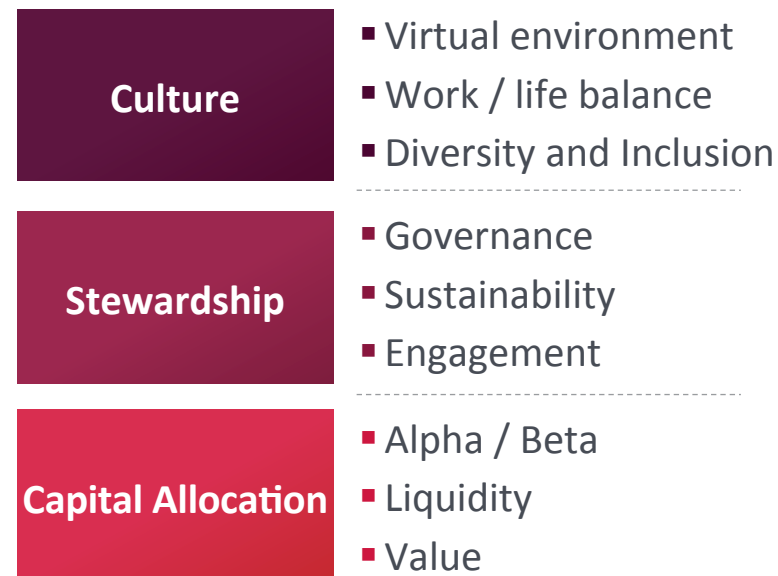 Culture
▪ Virtual environment
▪ Work / life balance
▪ Diversity and Inclusion
Stewardship
▪ Governance
▪ Sustainability
▪ Engagement
Capital Allocation
▪ Alpha / Beta
▪ Liquidity
▪ Value